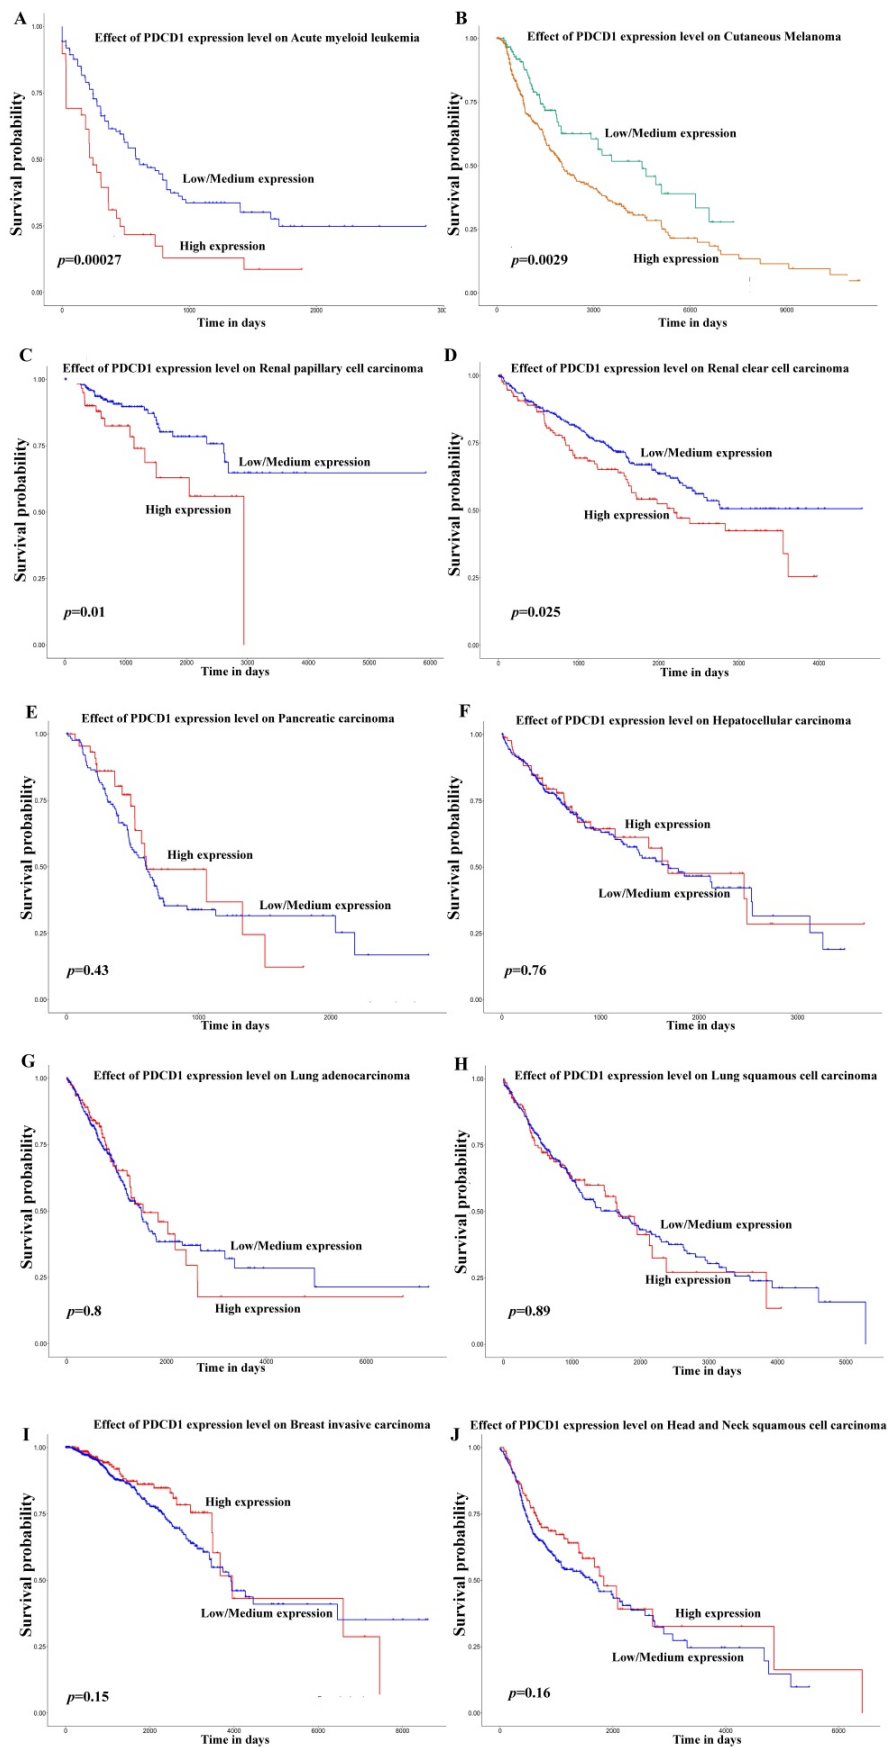 A
Effect of PDCD1 expression level on Acute myeloid leukemia
Survival probability
1.00
0.75
0.50
0.25
0.00
Low/Medium expression
High expression
p=0.00027
0 1000 2000
Time in days
B
Effect of PDCD1 expression level on Cutaneous Melanoma
Survival probability
1.00
0.75
0.50
0.25
0.00
Low/Medium expression
High expression
p=0.0029
0 3000 6000 9000
Time in days
C
Effect of PDCD1 expression level on Renal papillary cell carcinoma
Survival probability
1.00
0.75
0.50
0.25
0.00
Low/Medium expression
High expression
p=0.01
0 1000 2000 3000 4000 5000 6000
Time in days
D
Effect of PDCD1 expression level on Renal clear cell carcinoma
Survival probability
1.00
0.75
0.50
0.25
0.00
Low/Medium expression
High expression
p=0.025
0 1000 2000 3000 4000
Time in days
E
Effect of PDCD1 expression level on Pancreatic carcinoma
Survival probability
1.00
0.75
0.50
0.25
0.00
High expression
Low/Medium expression
p=0.43
0 1000 2000
Time in days
F
Effect of PDCD1 expression level on Hepatocellular carcinoma
Survival probability
1.00
0.75
0.50
0.25
0.00
High expression
Low/Medium expression
p=0.76
0 1000 2000 3000
Time in days
G
Effect of PDCD1 expression level on Lung adenocarcinoma
Survival probability
1.00
0.75
0.50
0.25
0.00
Low/Medium expression
High expression
p=0.8
0 2000 4000 6000
Time in days
H
Effect of PDCD1 expression level on Lung squamous cell carcinoma
Survival probability
1.00
0.75
0.50
0.25
0.00
Low/Medium expression
High expression
p=0.89
0 1000 2000 3000 4000 5000
Time in days
I
Effect of PDCD1 expression level on Breast invasive carcinoma
Survival probability
1.00
0.75
0.50
0.25
0.00
High expression
Low/Medium expression
p=0.15
0 2000 4000 6000 8000
Time in days
J
Effect of PDCD1 expression level on Head and Neck squamous cell carcinoma
Survival probability
1.00
0.75
0.50
0.25
0.00
High expression
Low/Medium expression
p=0.16
0 2000 4000 6000
Time in days